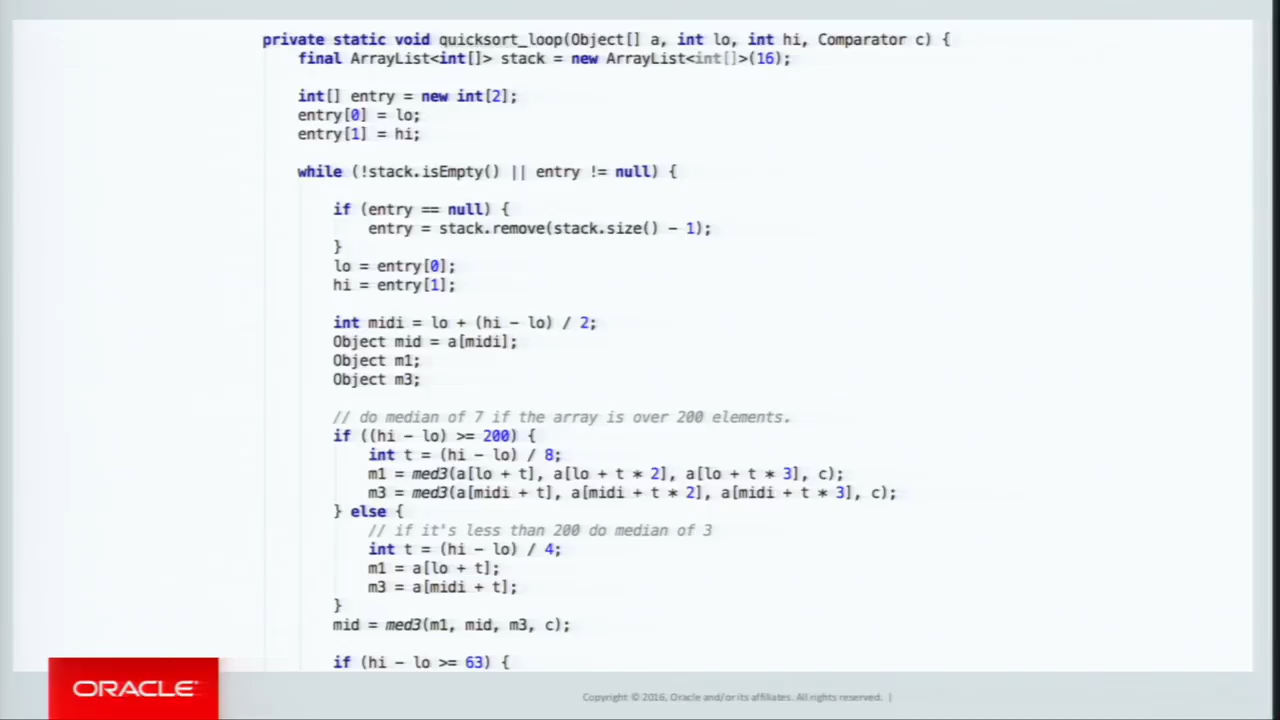 private static void quicksort_loop(Object[] a, int lo, int hi, Comparator c) {
final ArrayList<int[]> stack = new ArrayList<int[]>(16);
int[] entry = new int[2];
entry[0] = lo;
entry[1] = hi;
while (!stack.isEmpty() || entry != null) {
if (entry == null) {
entry = stack.remove(stack.size() - 1);
}
lo = entry[0];
hi = entry[1];
int midi = lo + (hi - lo) / 2;
Object mid = a[midi];
Object m1;
Object m3;
// do median of 7 if the array is over 200 elements.
if ((hi - lo) >= 200) {
int t = (hi - lo) / 8;
m1 = med3(a[lo + t], a[lo + t * 2], a[lo + t * 3], c);
m3 = med3(a[midi + t], a[midi + t * 2], a[midi + t * 3], c);
} else {
// if it's less than 200 do median of 3
int t = (hi - lo) / 4;
m1 = a[lo + t];
m3 = a[midi + t];
}
mid = med3(m1, mid, m3, c);
if (hi - lo >= 63) {
ORACLE
Copyright © 2016, Oracle and/or its affiliates. All rights reserved. |